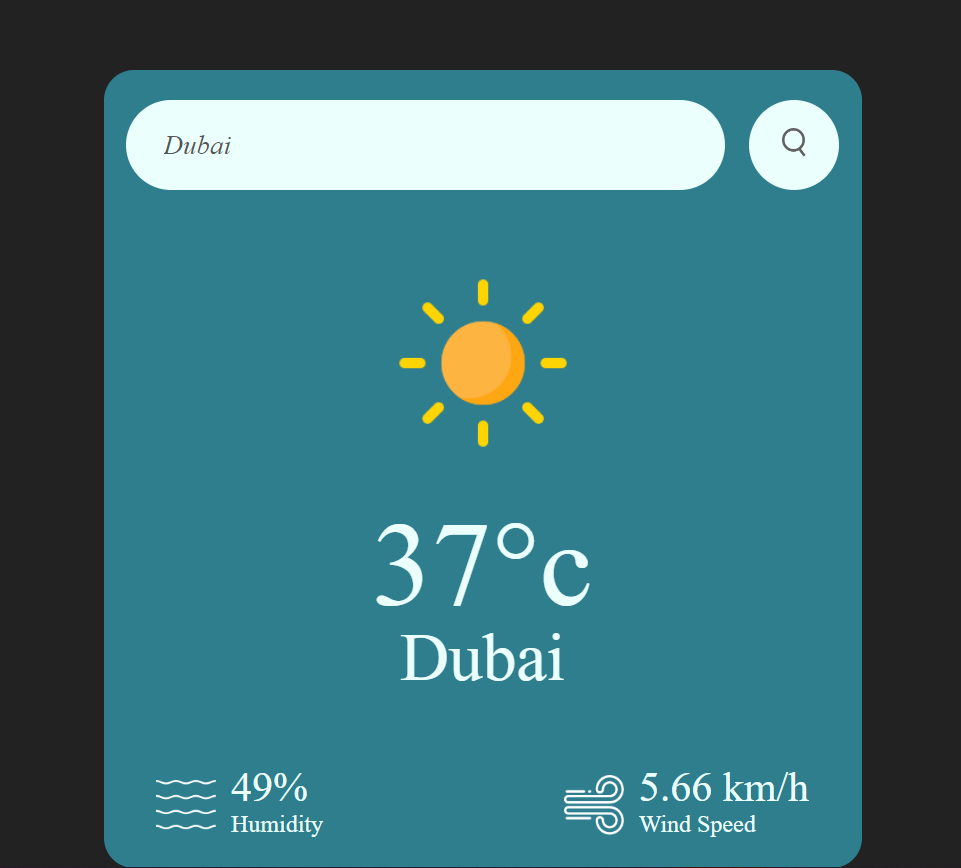 Dubai
37°c
Dubai
49%
Humidity
5.66 km/h
Wind Speed